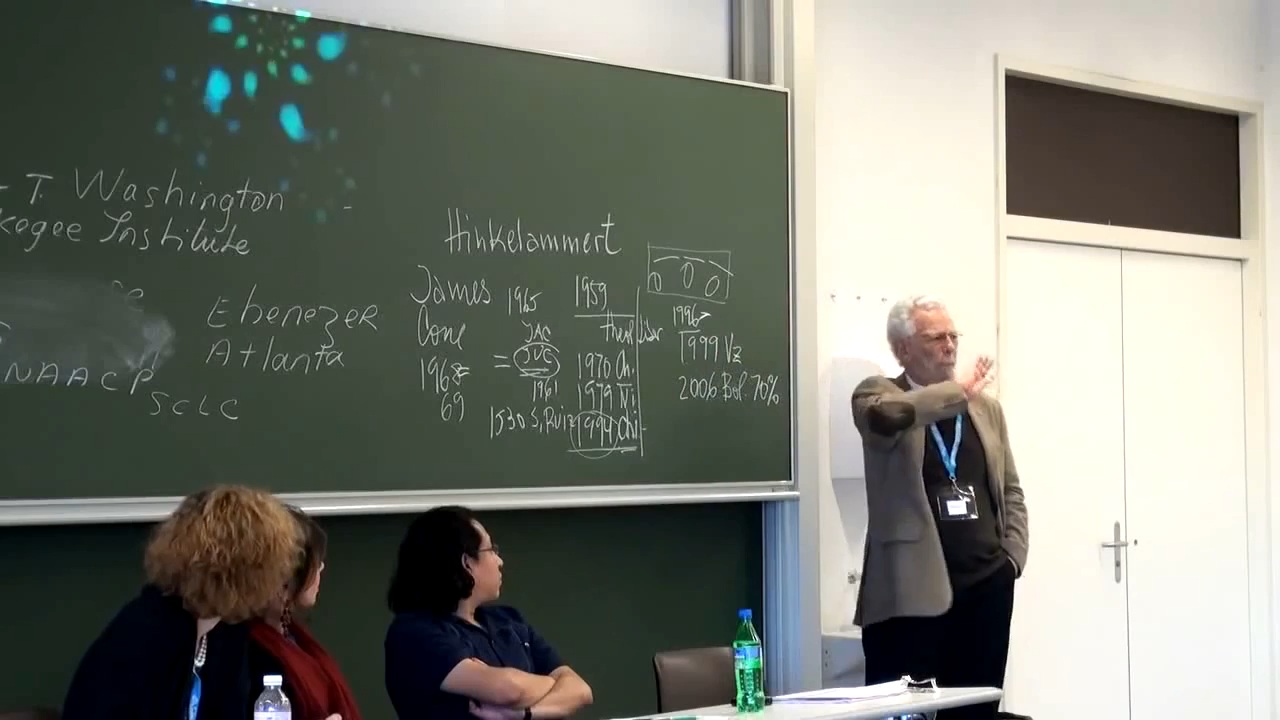 T. Washington
kegee Institute
Ebenezer
Atlanta
NAACP
SCLC
Hinkelammert
James
Cone
1968
69
1965
JAC
= JUC
1961
1530 S, Ruiz
1959
1970 Ch.
1979 Ni
1994 Chi
000
1996
1999 Vz
2006 Bol. 70%